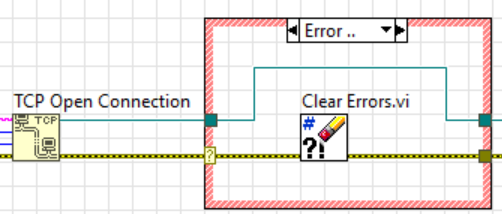 Error ..
TCP Open Connection
Clear Errors.vi
TCP
#
?!
?